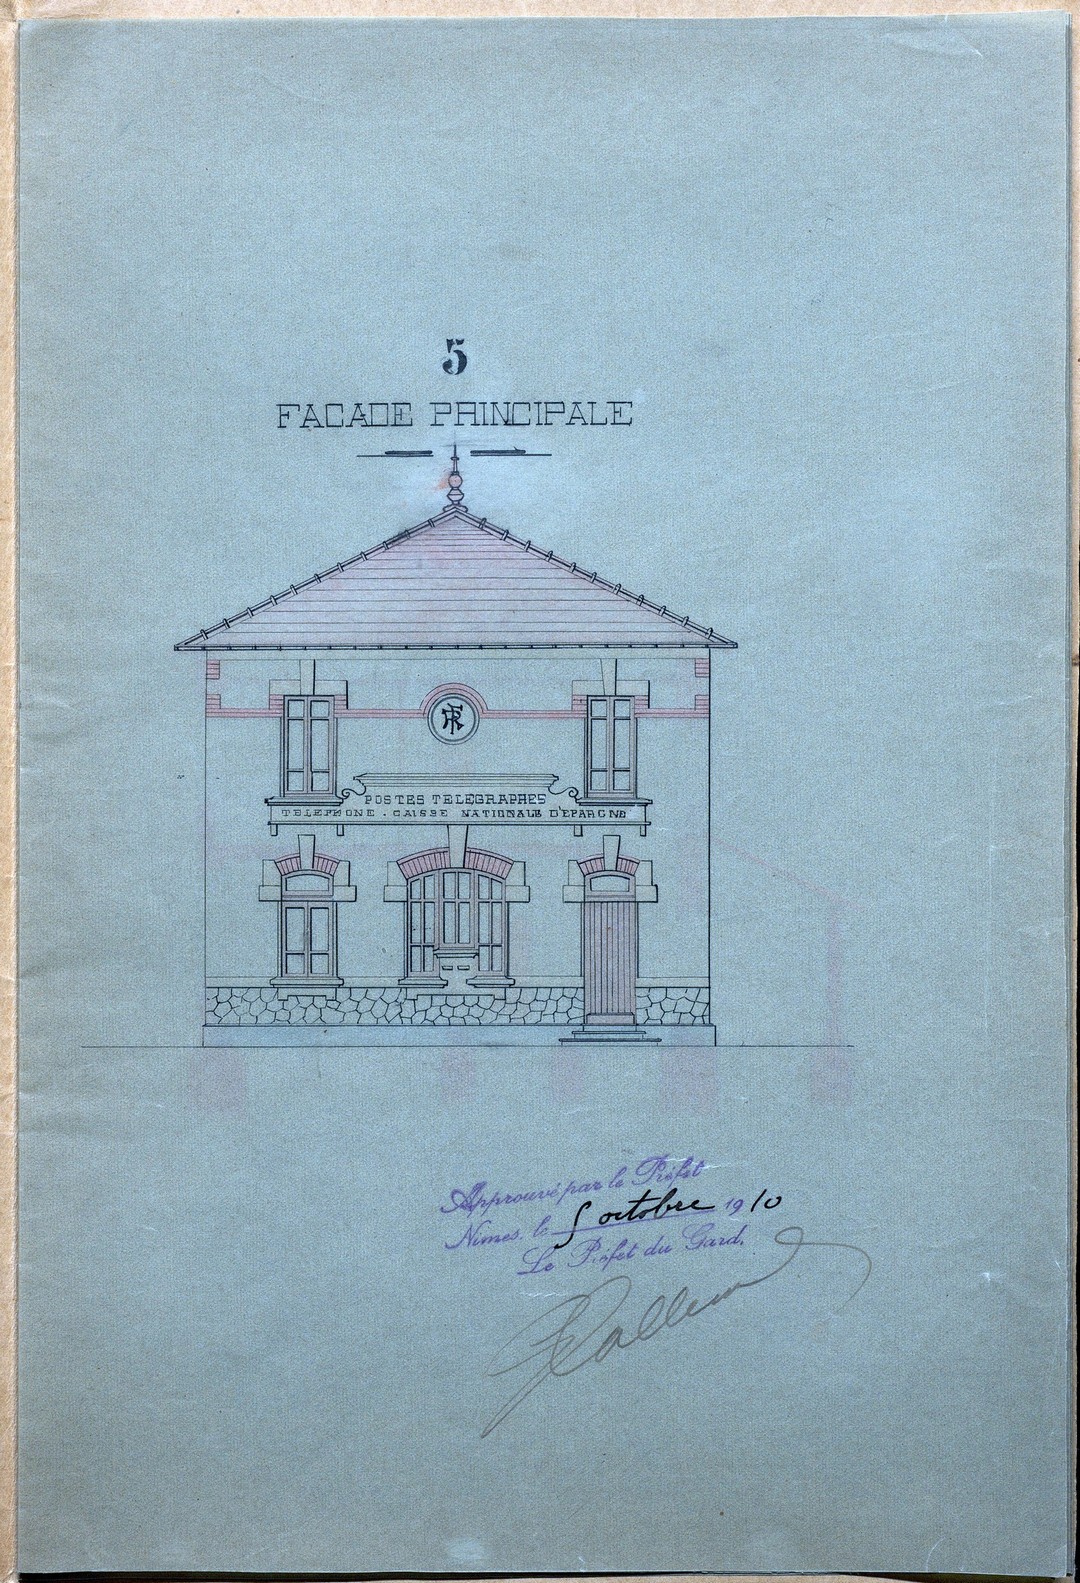 5
FACADE PRINCIPALE
RF
POSTES TELEGRAPHES
TELEPHONE . CAISSE NATIONALE D'EPARGNE
Approuvé par le Préfet
Nimes, le 5 octobre 1910
Le Préfet du Gard,